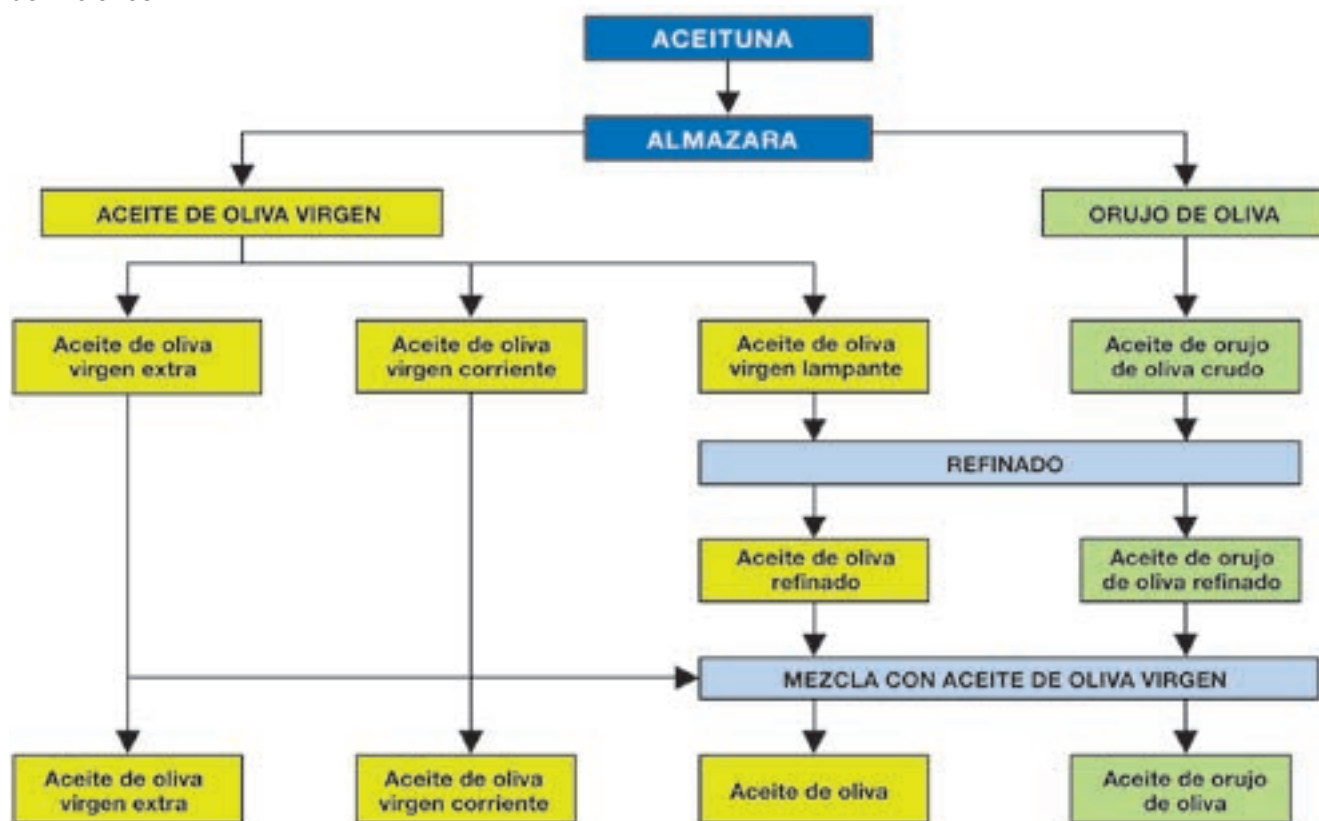 ACEITUNA
ALMAZARA
ACEITE DE OLIVA VIRGEN
ORUJO DE OLIVA
Aceite de oliva
virgen extra
Aceite de oliva
virgen corriente
Aceite de oliva
virgen lampante
Aceite de orujo
de oliva crudo
REFINADO
Aceite de oliva
refinado
Aceite de orujo
de oliva refinado
MEZCLA CON ACEITE DE OLIVA VIRGEN
Aceite de oliva
virgen extra
Aceite de oliva
virgen corriente
Aceite de oliva
Aceite de orujo
de oliva